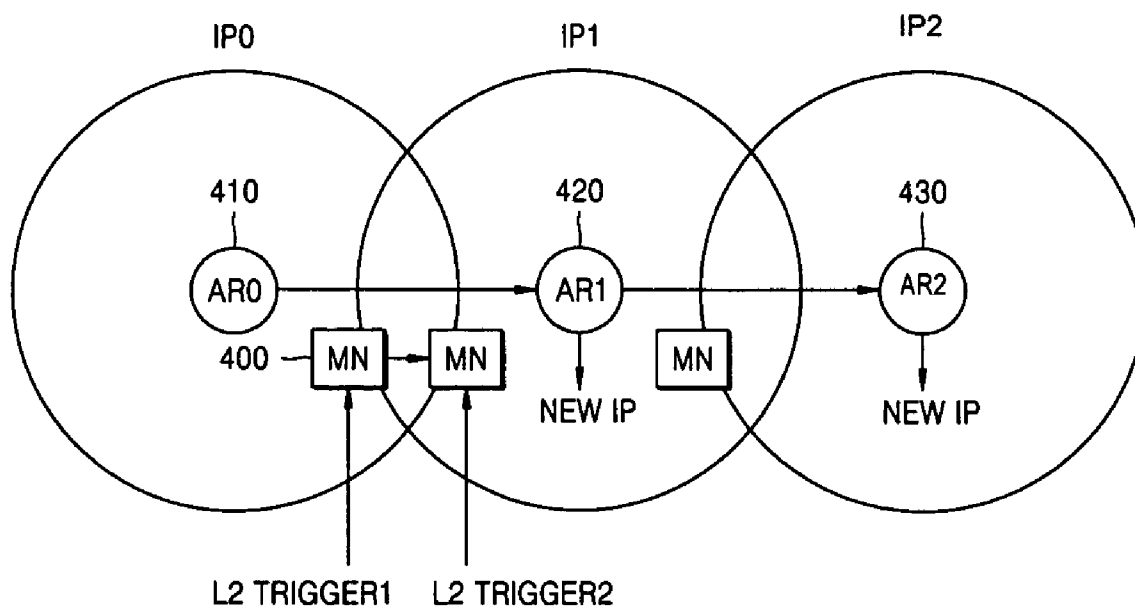 IP0
IP1
IP2
410
420
430
AR0
AR1
AR2
400
MN
MN
MN
NEW IP
NEW IP
L2 TRIGGER1
L2 TRIGGER2